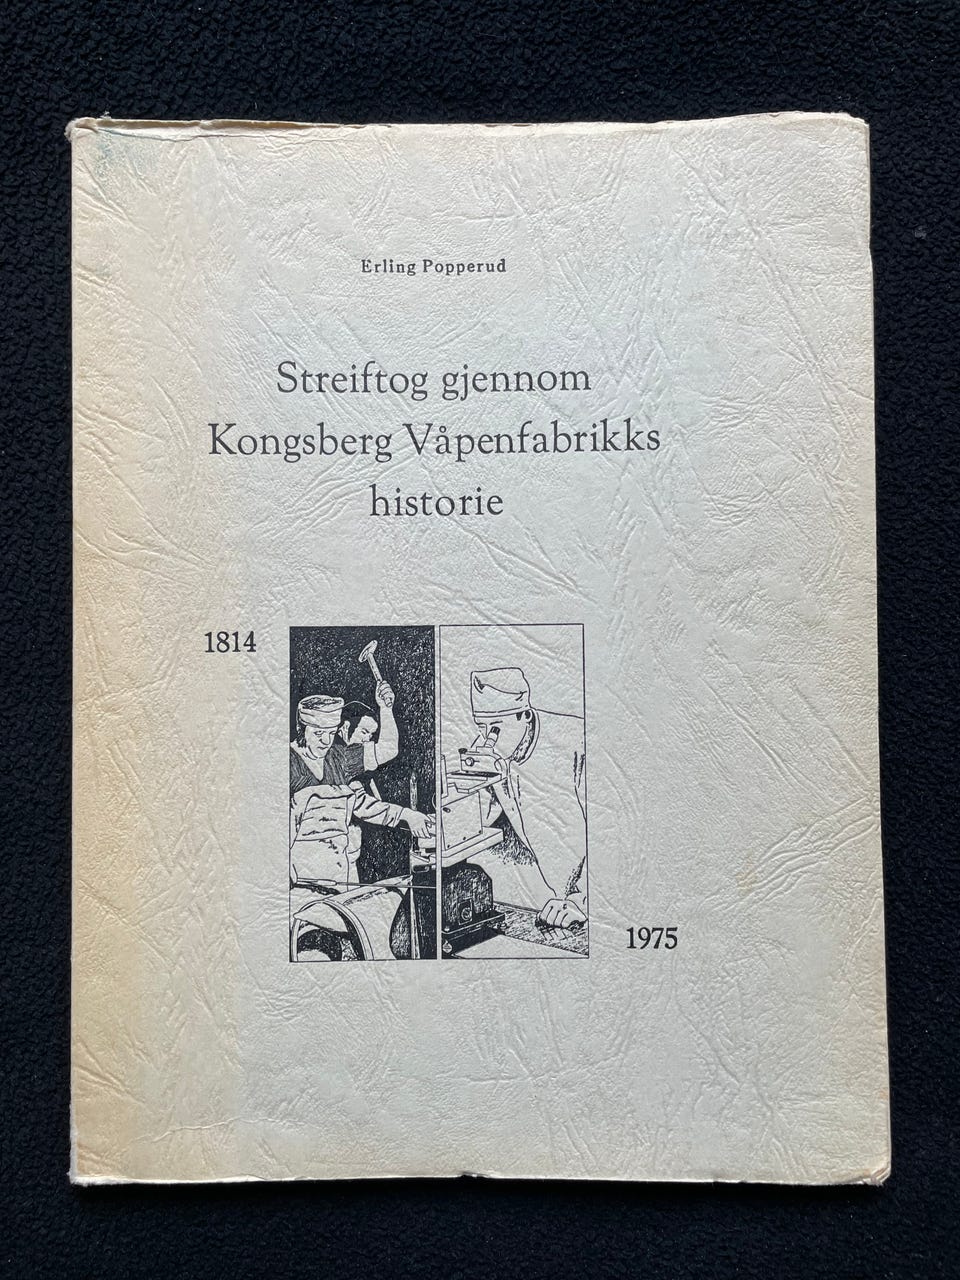 Erling Popperud
Streiftog gjennom
Kongsberg Våpenfabrikks
historie
1814
1975